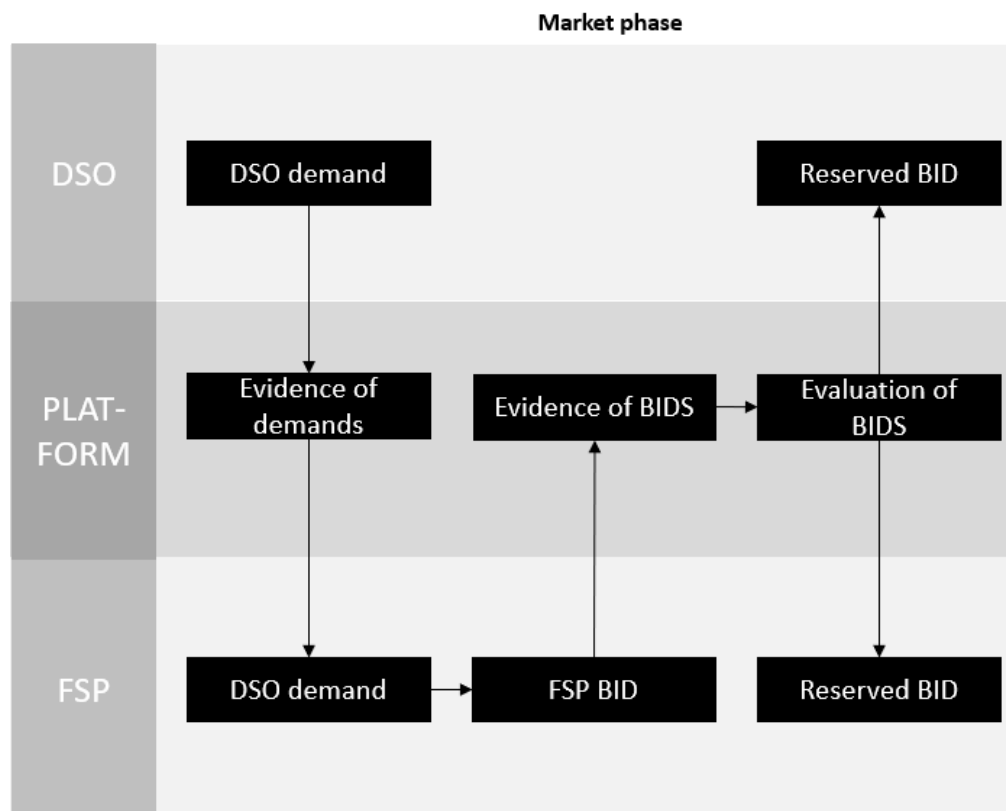 Market phase
DSO
DSO demand
Reserved BID
PLAT-
FORM
Evidence of
demands
Evidence of BIDS
Evaluation of
BIDS
FSP
DSO demand
FSP BID
Reserved BID